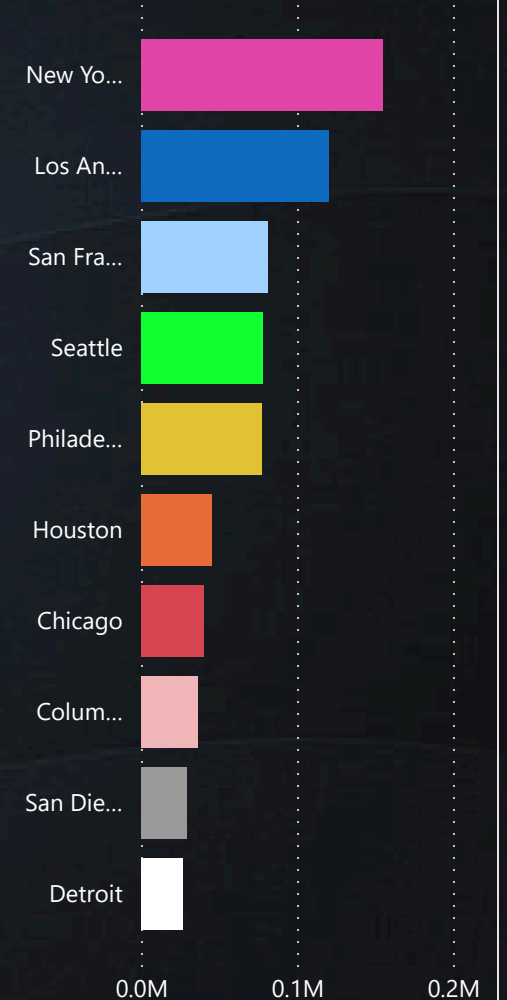 New Yo...
Los An...
San Fra...
Seattle
Philade...
Houston
Chicago
Colum...
San Die...
Detroit
0.0M 0.1M 0.2M